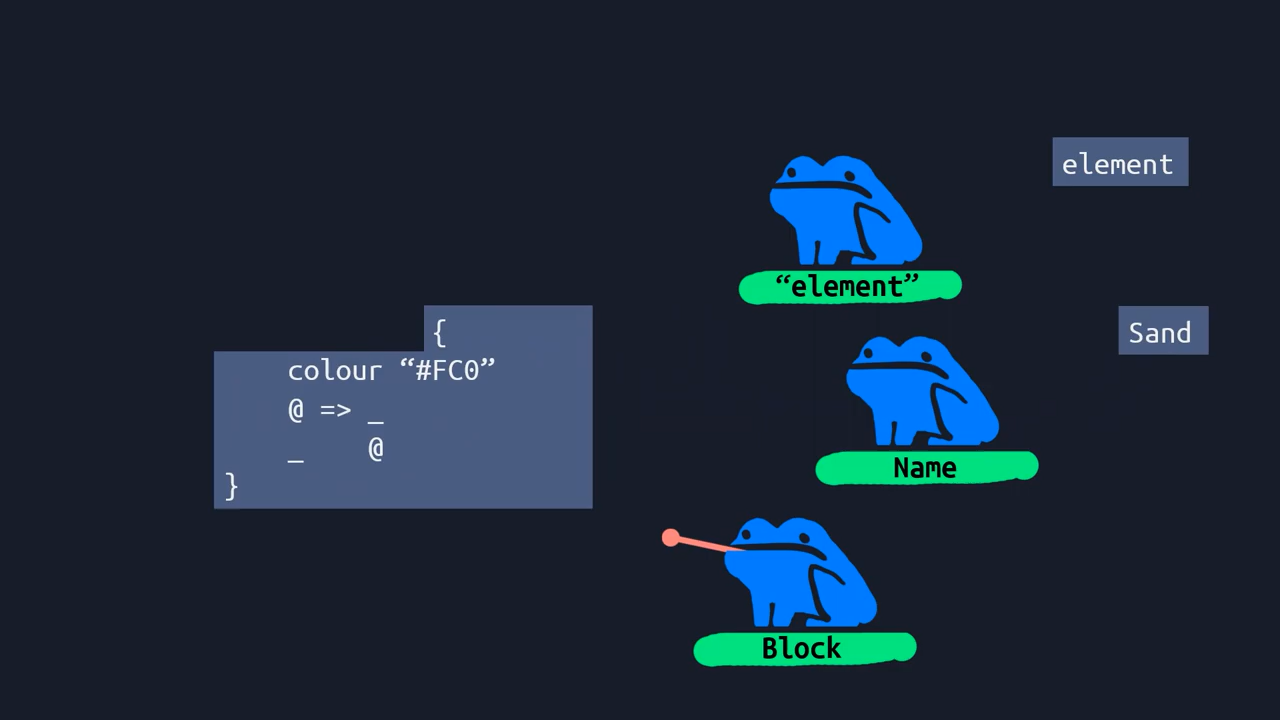 element
“element”
Sand
{
colour “#FC0”
@ => _
_    @
}
Name
Block